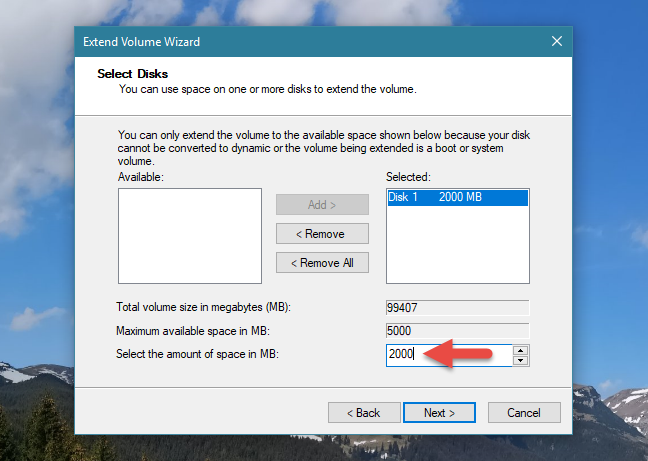 Extend Volume Wizard
Select Disks
You can use space on one or more disks to extend the volume.
You can only extend the volume to the available space shown below because your disk
cannot be converted to dynamic or the volume being extended is a boot or system
volume.
Available:
Selected:
Disk 1 2000 MB
Add >
< Remove
< Remove All
Total volume size in megabytes (MB): 99407
Maximum available space in MB: 5000
Select the amount of space in MB: 2000
< Back Next > Cancel